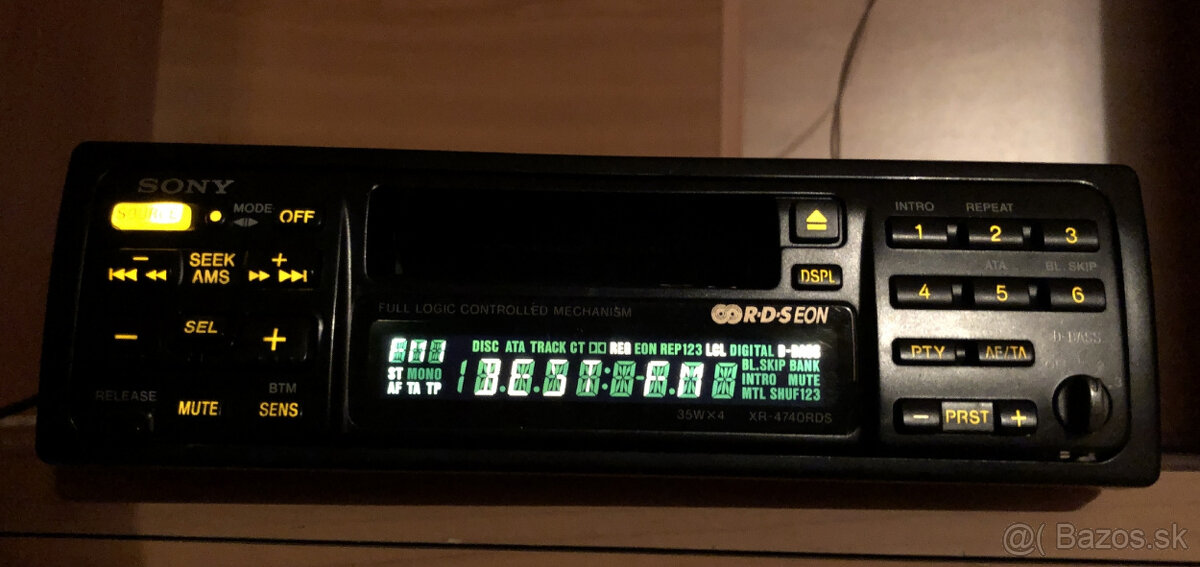 SONY
SOURCE
MODE
OFF
− SEEK +
AMS
− SEL +
RELEASE
MUTE
BTM
SENS
DSPL
FULL LOGIC CONTROLLED MECHANISM
R·D·S EON
DISC ATA TRACK CT REG EON REP123 LCL DIGITAL D-BASS
ST MONO
AF TA TP
BL.SKIP BANK
INTRO MUTE
MTL SHUF123
35W×4 XR-4740RDS
INTRO REPEAT
1 2 3
ATA BL.SKIP
4 5 6
D-BASS
PTY AF/TA
− PRST +
@( Bazos.sk